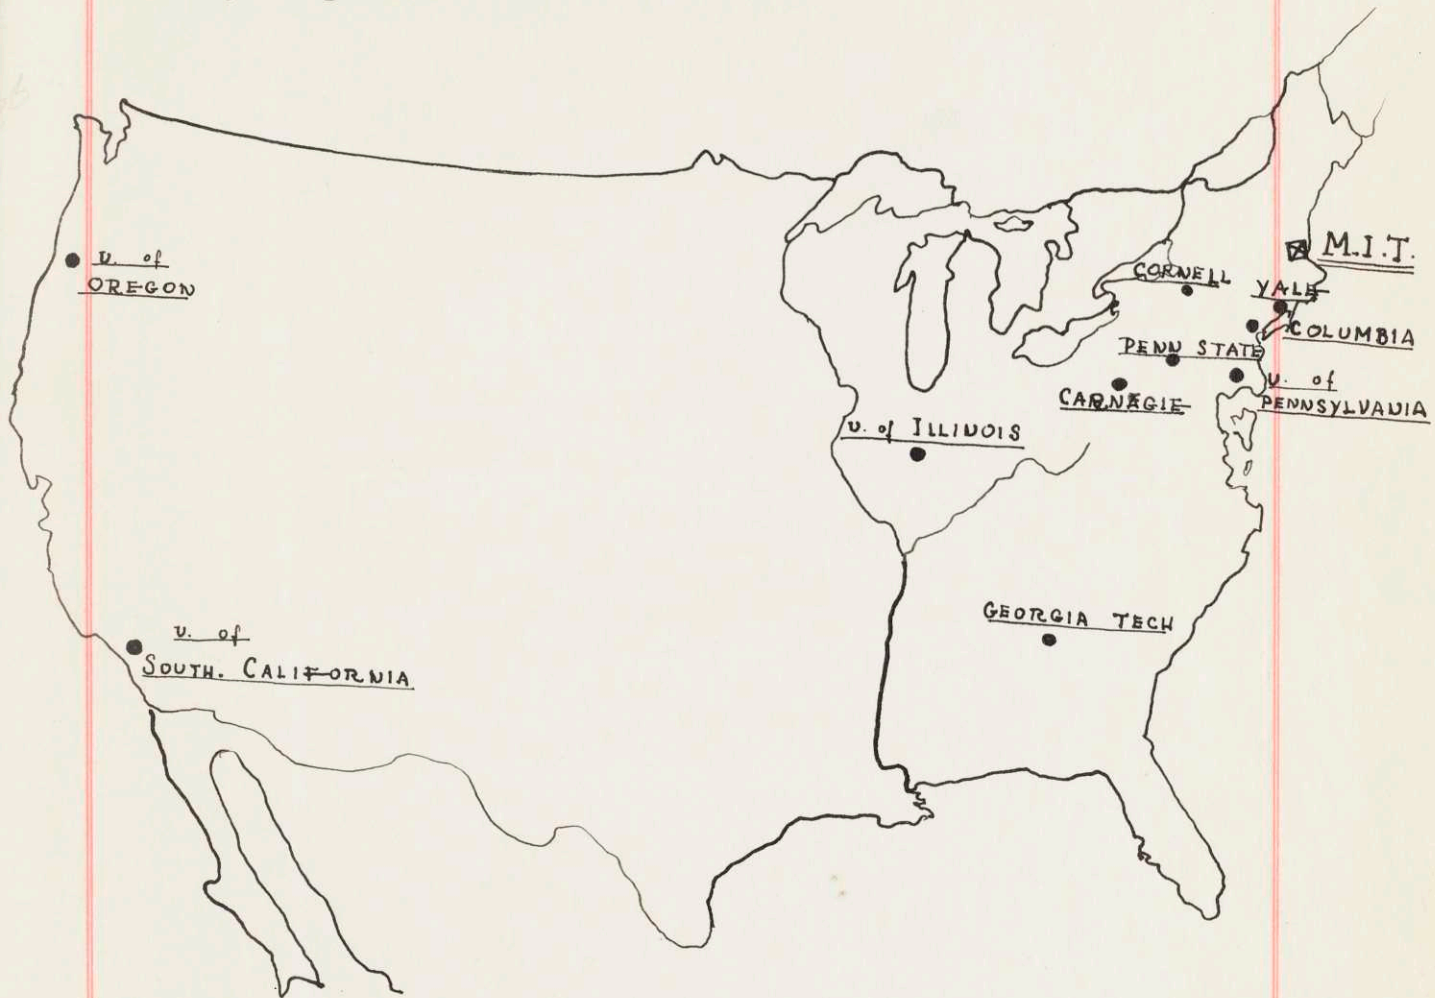 M.I.T.
CORNELL
YALE
U. of
OREGON
COLUMBIA
PENN STATE
U. of
PENNSYLVANIA
CARNEGIE
U. of ILLINOIS
GEORGIA TECH
U. of
SOUTH. CALIFORNIA